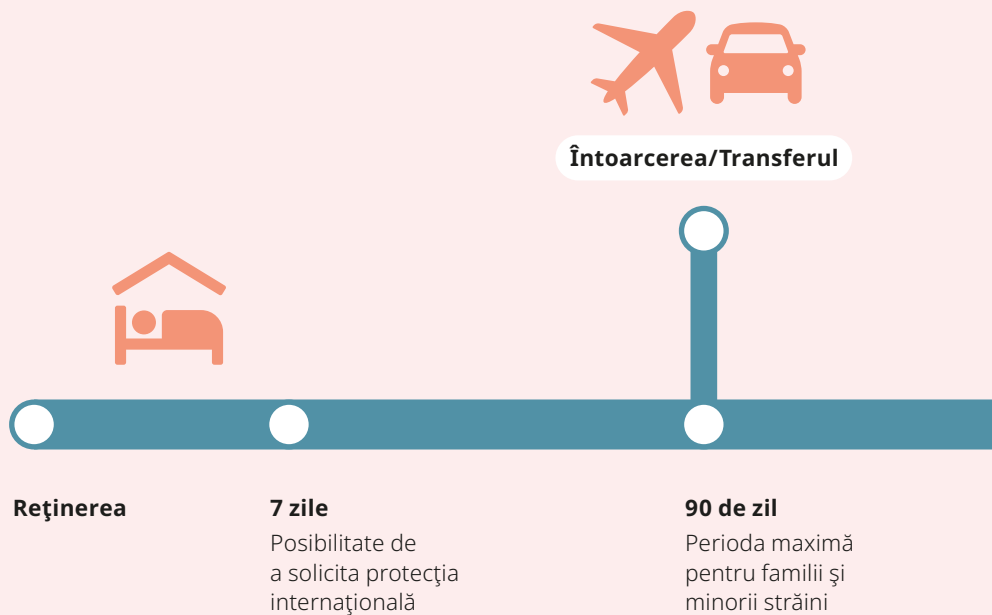 Întoarcerea/Transferul
Reţinerea
7 zile
Posibilitate de
a solicita protecţia
internaţională
90 de zil
Perioda maximă
pentru familii şi
minorii străini